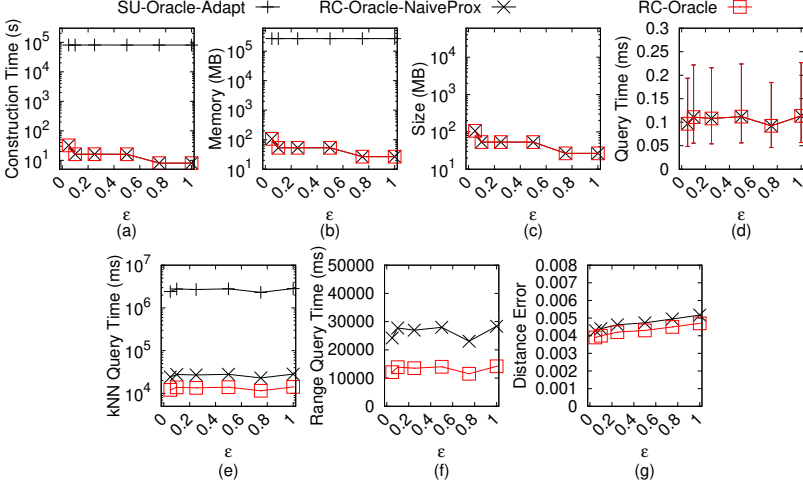 SU-Oracle-Adapt RC-Oracle-NaiveProx RC-Oracle
Construction Time (s)
10^5
10^4
10^3
10^2
10^1
0 0.2 0.4 0.6 0.8 1
ε
(a)
Memory (MB)
10^5
10^4
10^3
10^2
10^1
0 0.2 0.4 0.6 0.8 1
ε
(b)
Size (MB)
10^4
10^3
10^2
10^1
0 0.2 0.4 0.6 0.8 1
ε
(c)
Query Time (ms)
0.3
0.25
0.2
0.15
0.1
0.05
0
0 0.2 0.4 0.6 0.8 1
ε
(d)
kNN Query Time (ms)
10^7
10^6
10^5
10^4
0 0.2 0.4 0.6 0.8 1
ε
(e)
Range Query Time (ms)
50000
40000
30000
20000
10000
0
0 0.2 0.4 0.6 0.8 1
ε
(f)
Distance Error
0.008
0.007
0.006
0.005
0.004
0.003
0.002
0.001
0
0 0.2 0.4 0.6 0.8 1
ε
(g)